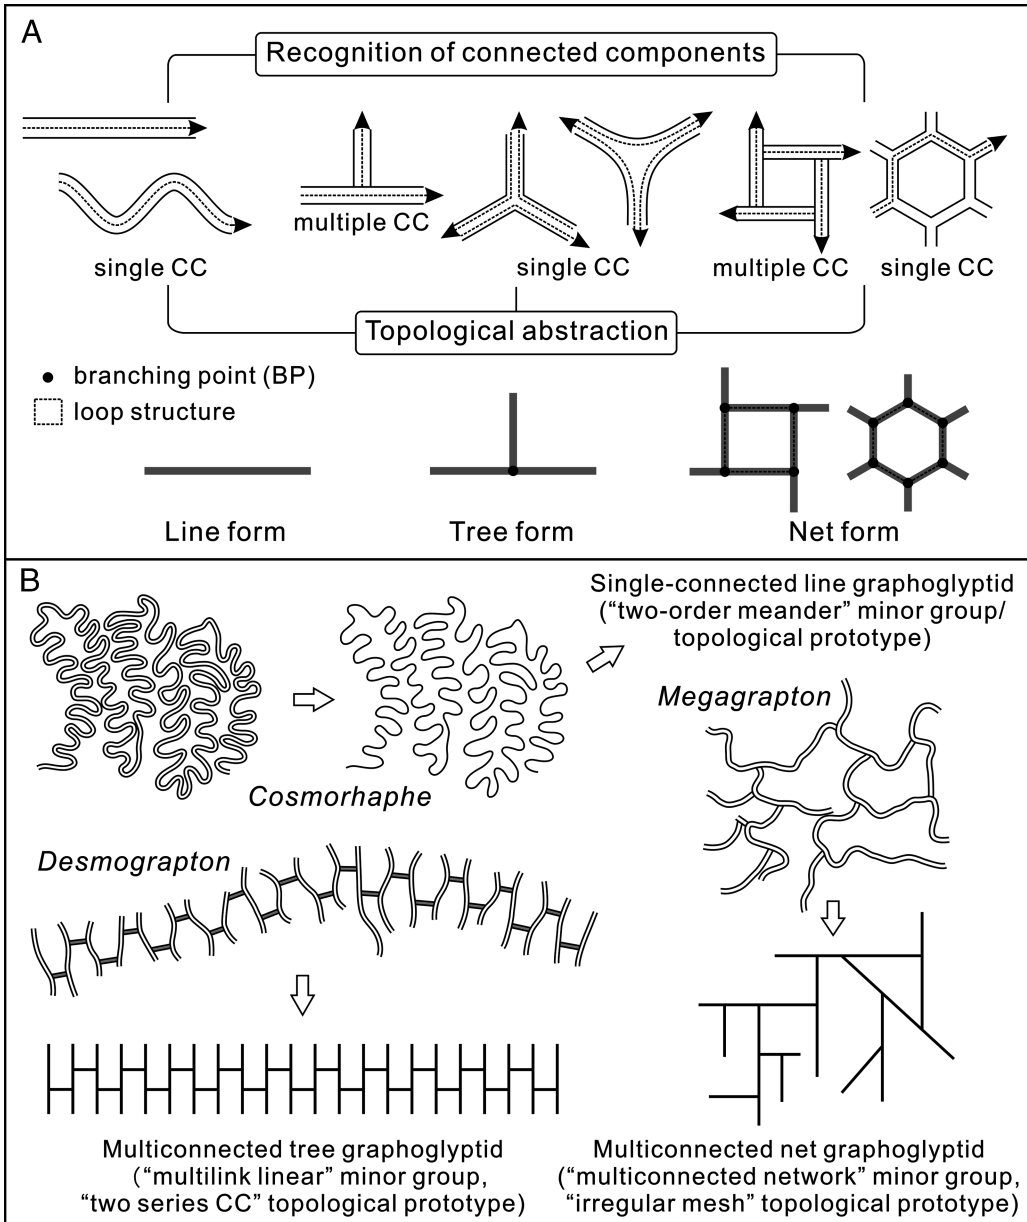 A
Recognition of connected components
single CC
multiple CC
single CC
multiple CC
single CC
Topological abstraction
branching point (BP)
loop structure
Line form
Tree form
Net form
B
Single-connected line graphoglyptid
(“two-order meander” minor group/
topological prototype)
Cosmorhaphe
Megagrapton
Desmograpton
Multiconnected tree graphoglyptid
(“multilink linear” minor group,
“two series CC” topological prototype)
Multiconnected net graphoglyptid
(“multiconnected network” minor group,
“irregular mesh” topological prototype)